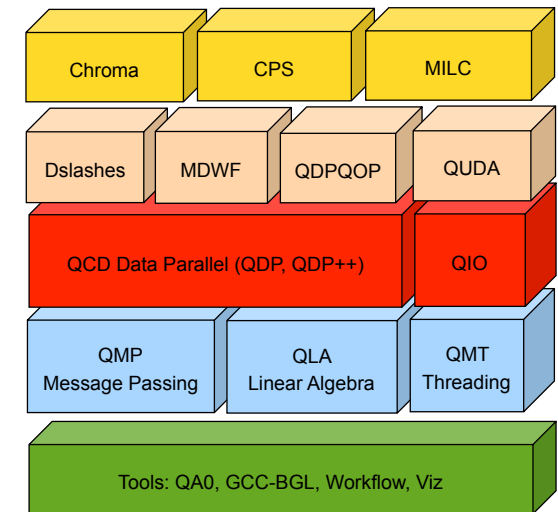 Chroma
CPS
MILC
Dslashes
MDWF
QDPQOP
QUDA
QCD Data Parallel (QDP, QDP++)
QIO
QMP
Message Passing
QLA
Linear Algebra
QMT
Threading
Tools: QA0, GCC-BGL, Workflow, Viz